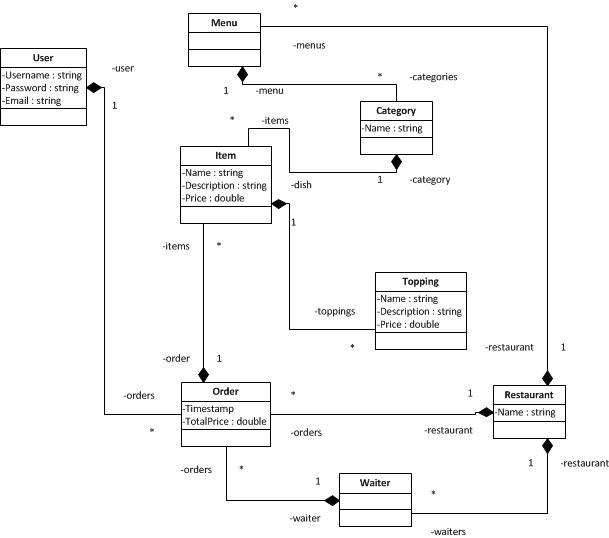 *
Menu
-menus
User
-user
-Username : string
-Password : string
-Email : string
1
1
-menu
*
-categories
*
-items
Category
-Name : string
Item
-Name : string
-Description : string
-Price : double
-dish
1
-category
1
-items
*
Topping
-Name : string
-Description : string
-Price : double
-toppings
*
-restaurant
1
-order
1
Order
-Timestamp
-TotalPrice : double
-orders
*
*
-orders
1
-restaurant
Restaurant
-Name : string
-orders
*
1
-restaurant
1
Waiter
*
-waiter
-waiters